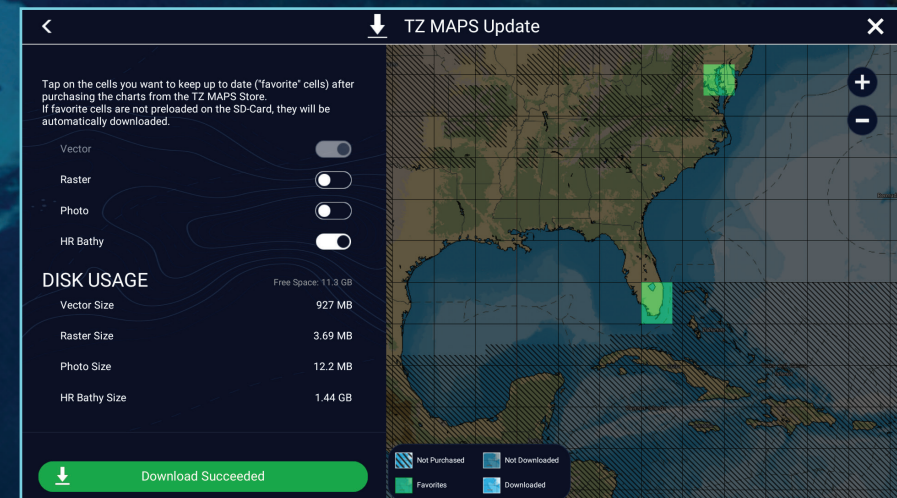 TZ MAPS Update
Tap on the cells you want to keep up to date ("favorite" cells) after
purchasing the charts from the TZ MAPS Store.
If favorite cells are not preloaded on the SD-Card, they will be
automatically downloaded.
Vector
Raster
Photo
HR Bathy
DISK USAGE
Free Space: 11.3 GB
Vector Size 927 MB
Raster Size 3.69 MB
Photo Size 12.2 MB
HR Bathy Size 1.44 GB
Download Succeeded
Not Purchased Not Downloaded
Favorites Downloaded